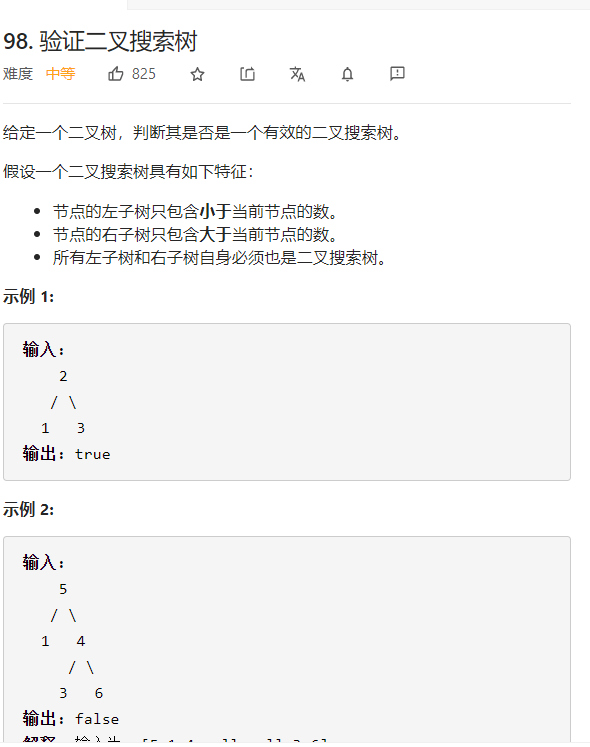 98. 验证二叉搜索树
难度 中等 825
给定一个二叉树，判断其是否是一个有效的二叉搜索树。
假设一个二叉搜索树具有如下特征：
节点的左子树只包含小于当前节点的数。
节点的右子树只包含大于当前节点的数。
所有左子树和右子树自身必须也是二叉搜索树。
示例 1:
输入:
2
/ \
1 3
输出: true
示例 2:
输入:
5
/ \
1 4
/ \
3 6
输出: false